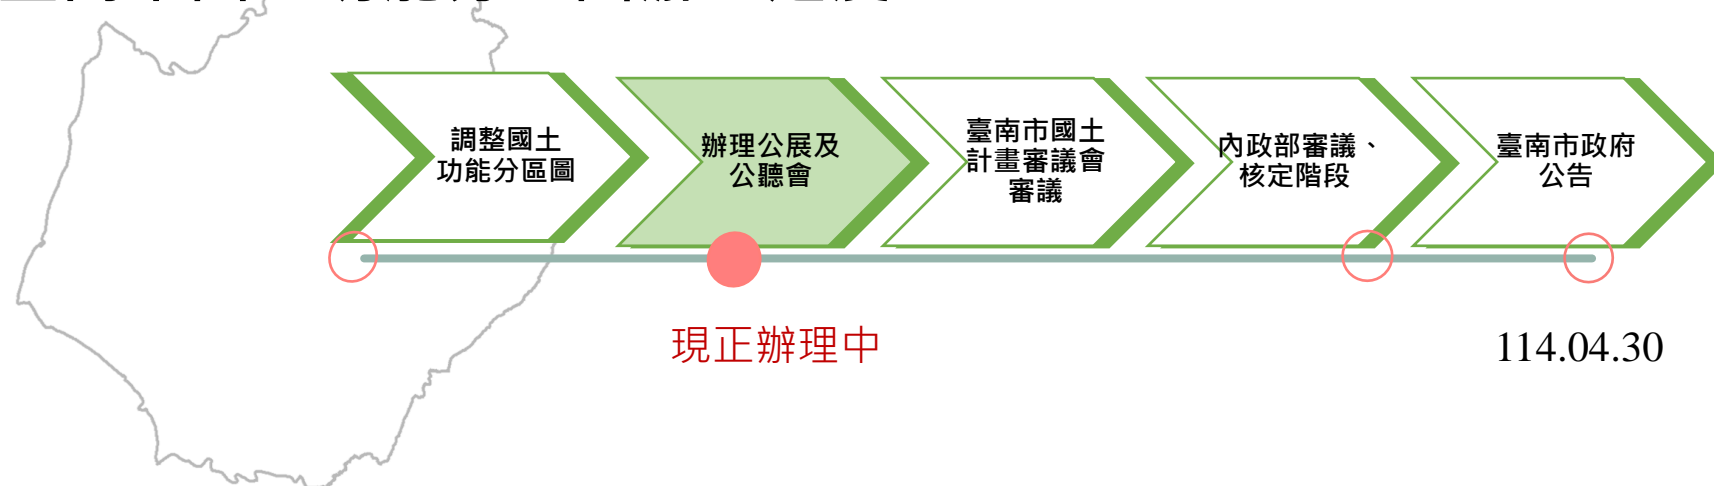 調整國土
功能分區圖
辦理公展及
公聽會
臺南市國土
計畫審議會
審議
內政部審議、
核定階段
臺南市政府
公告
現正辦理中
114.04.30